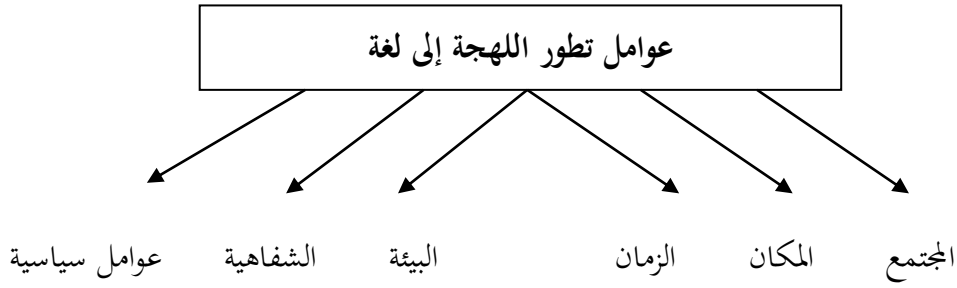 عوامل تطور اللهجة إلى لغة
المجتمع المكان الزمان البيئة الشفاهية عوامل سياسية